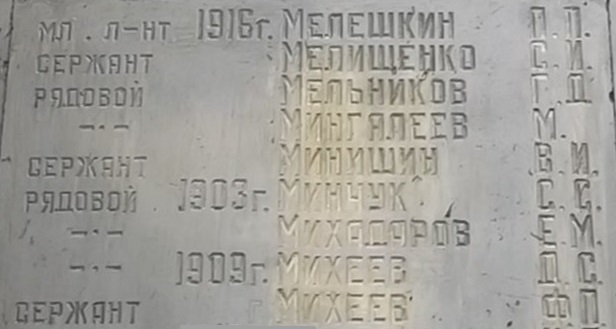 мл. л-нт 1916г. Мелешкин П.П.
сержант Мелищенко С.И.
рядовой Мельников Г.Д
—·— Мингалеев М.
сержант Минишин В.И.
рядовой 1903г. Минчук С.С.
—·— Михадаров Е.М.
—·— 1909г. Михеев Д.С.
сержант г. Михеев Ф.П